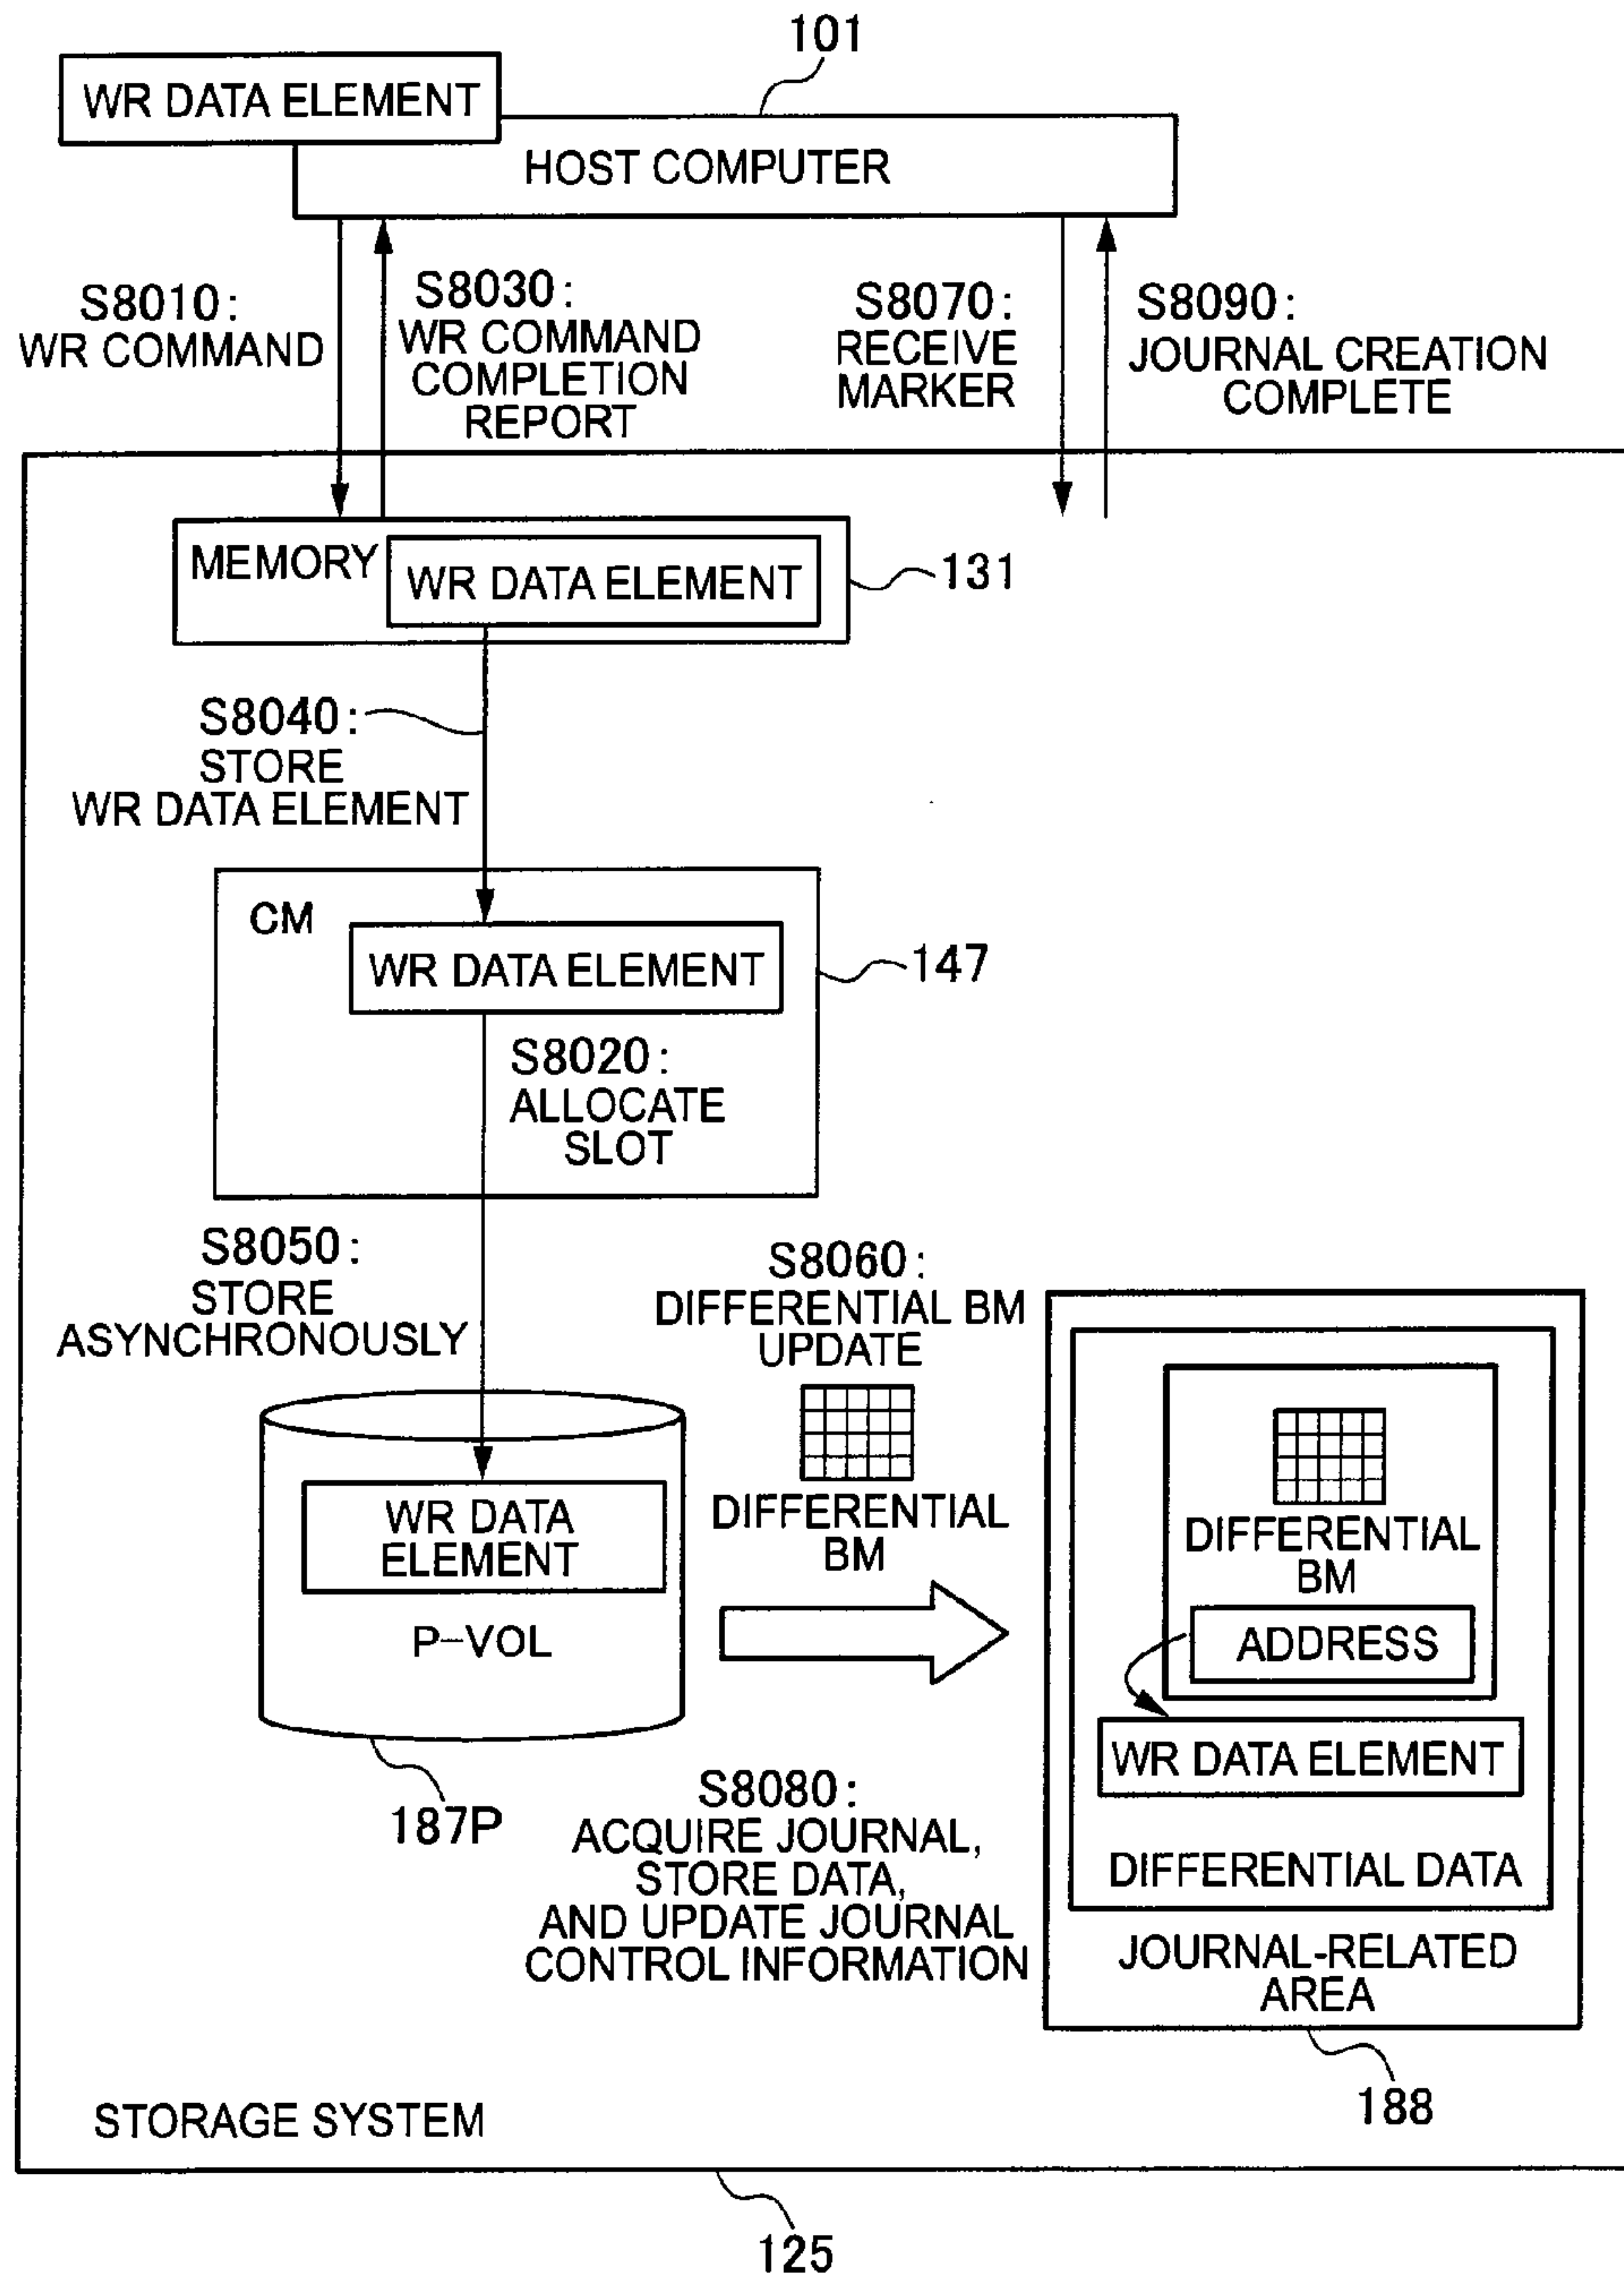 101
WR DATA ELEMENT
HOST COMPUTER
S8010:
WR COMMAND
S8030:
WR COMMAND
COMPLETION
REPORT
S8070:
RECEIVE
MARKER
S8090:
JOURNAL CREATION
COMPLETE
MEMORY
WR DATA ELEMENT
131
S8040:
STORE
WR DATA ELEMENT
CM
WR DATA ELEMENT
147
S8020:
ALLOCATE
SLOT
S8050:
STORE
ASYNCHRONOUSLY
S8060:
DIFFERENTIAL BM
UPDATE
DIFFERENTIAL
BM
WR DATA
ELEMENT
P-VOL
187P
DIFFERENTIAL
BM
ADDRESS
WR DATA ELEMENT
DIFFERENTIAL DATA
JOURNAL-RELATED
AREA
188
S8080:
ACQUIRE JOURNAL,
STORE DATA,
AND UPDATE JOURNAL
CONTROL INFORMATION
STORAGE SYSTEM
125